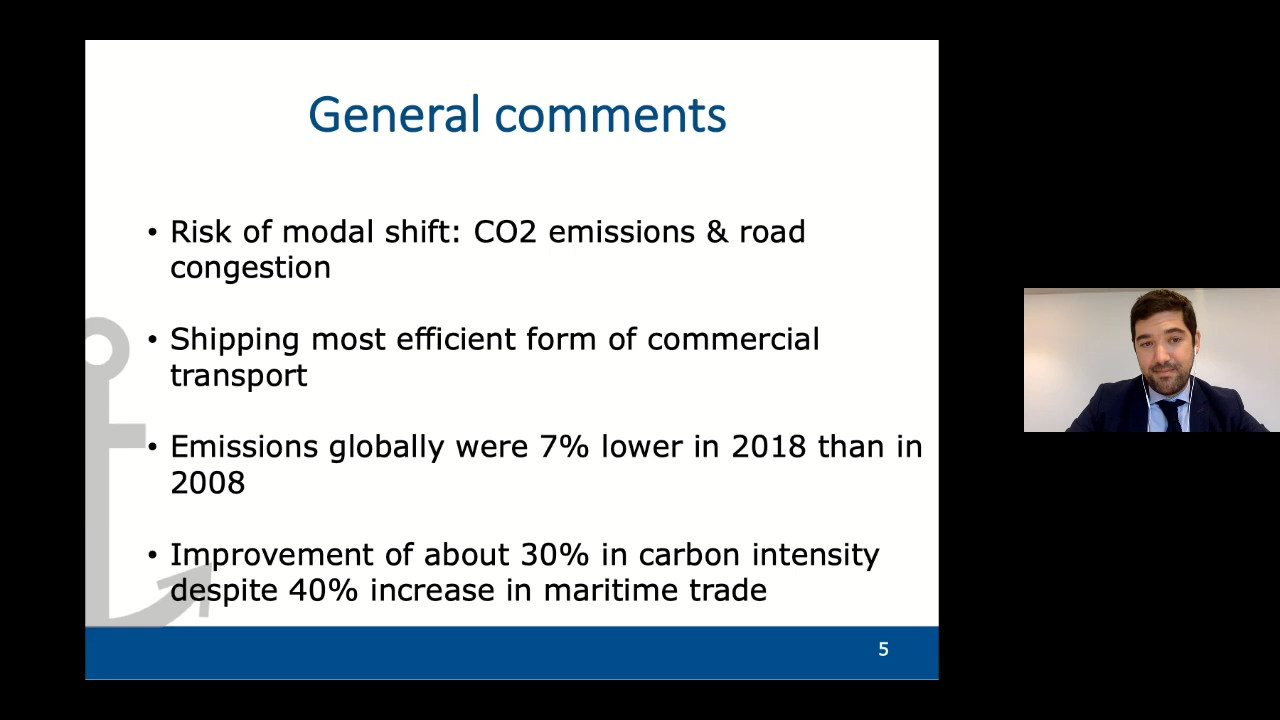 General comments
• Risk of modal shift: CO2 emissions & road
congestion
• Shipping most efficient form of commercial
transport
• Emissions globally were 7% lower in 2018 than in
2008
• Improvement of about 30% in carbon intensity
despite 40% increase in maritime trade
5